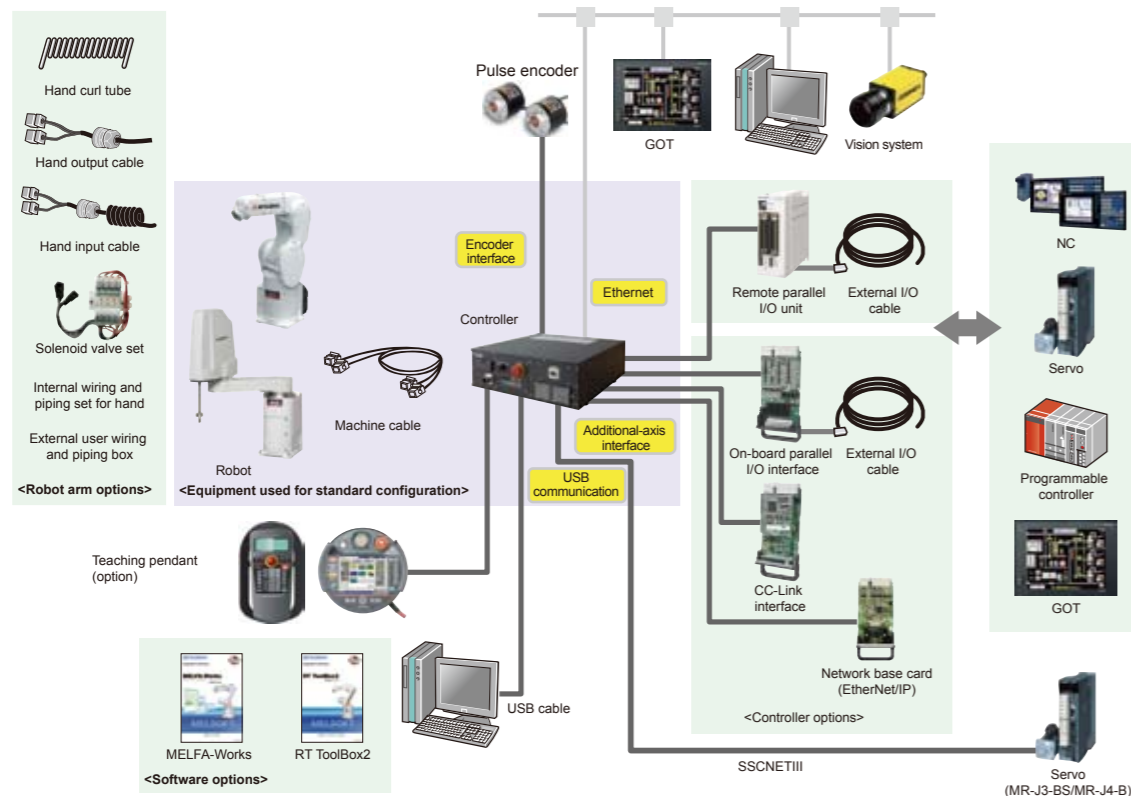 Hand curl tube
Hand output cable
Hand input cable
Solenoid valve set
Internal wiring and
piping set for hand
External user wiring
and piping box
<Robot arm options>
Pulse encoder
GOT
Vision system
Encoder
interface
Ethernet
Controller
Machine cable
Robot
<Equipment used for standard configuration>
Additional-axis
interface
USB
communication
Remote parallel
I/O unit
External I/O
cable
On-board parallel
I/O interface
External I/O
cable
CC-Link
interface
Network base card
(EtherNet/IP)
<Controller options>
NC
Servo
Programmable
controller
GOT
Teaching pendant
(option)
MELFA-Works
RT ToolBox2
MELFA-Works
RT ToolBox2
<Software options>
USB cable
SSCNETIII
Servo
(MR-J3-BS/MR-J4-B)